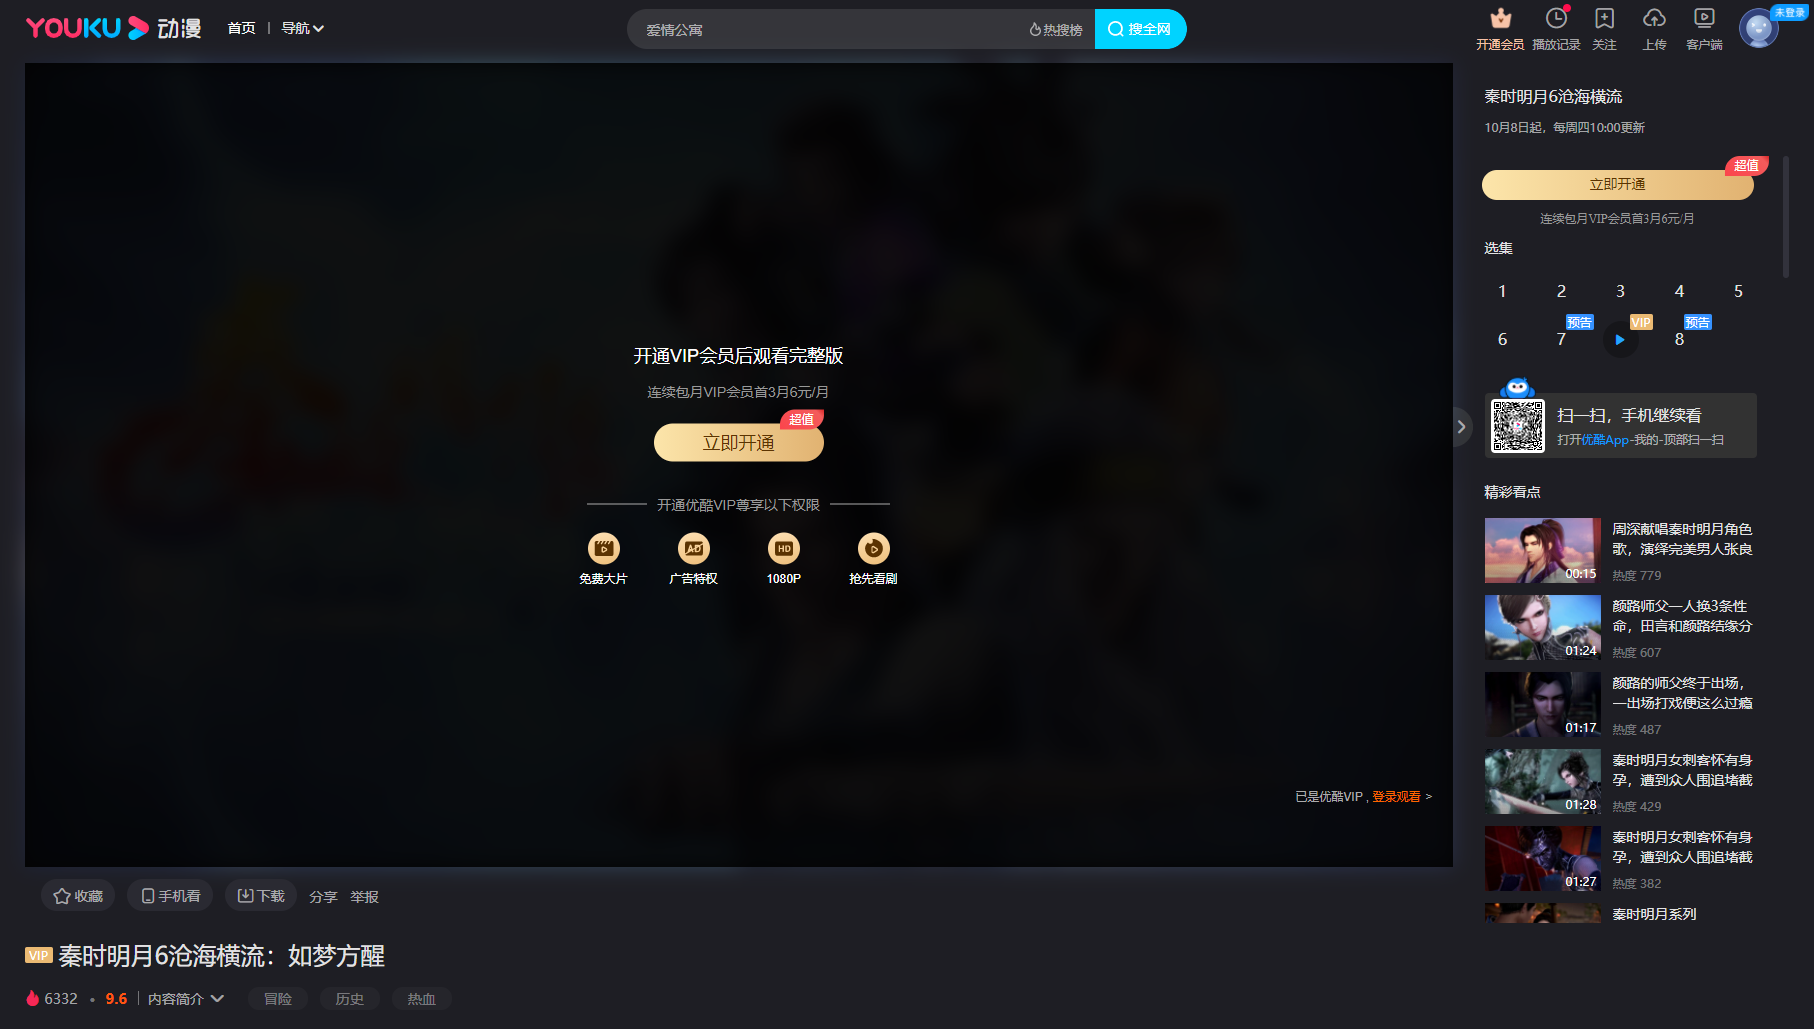 YOUKU 动漫
首页
导航
爱情公寓
热搜榜
搜全网
开通会员
播放记录
关注
上传
客户端
未登录
秦时明月6沧海横流
10月8日起，每周四10:00更新
超值
立即开通
连续包月VIP会员首3月6元/月
选集
1 2 3 4 5
预告 VIP 预告
6 7 8
扫一扫，手机继续看
打开优酷App-我的-顶部扫一扫
精彩看点
周深献唱秦时明月角色
歌，演绎完美男人张良
00:15
热度 779
颜路师父一人换3条性
命，田言和颜路结缘分
01:24
热度 607
颜路的师父终于出场，
一出场打戏便这么过瘾
01:17
热度 487
秦时明月女刺客怀有身
孕，遭到众人围追堵截
01:28
热度 429
秦时明月女刺客怀有身
孕，遭到众人围追堵截
01:27
热度 382
秦时明月系列
开通VIP会员后观看完整版
连续包月VIP会员首3月6元/月
超值
立即开通
开通优酷VIP尊享以下权限
AD HD
免费大片 广告特权 1080P 抢先看剧
已是优酷VIP , 登录观看 >
收藏
手机看
下载
分享
举报
VIP 秦时明月6沧海横流：如梦方醒
6332 • 9.6 内容简介 冒险 历史 热血